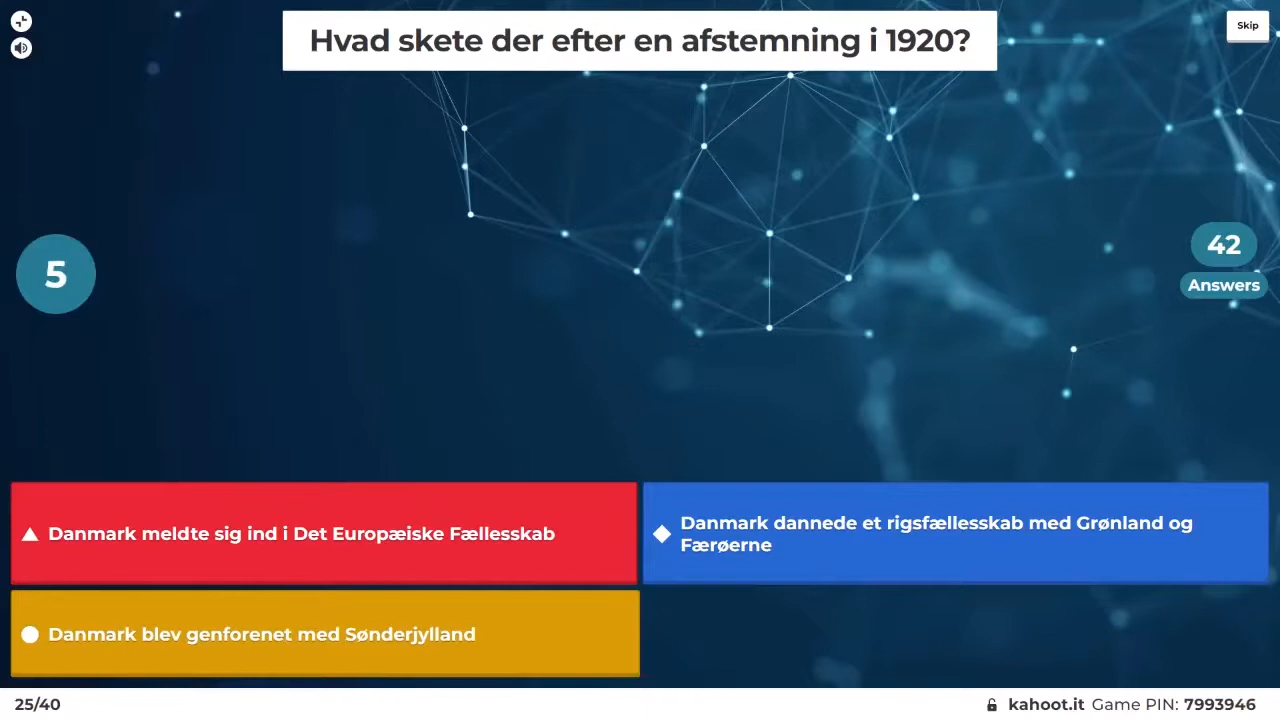 Hvad skete der efter en afstemning i 1920?
Skip
5
42
Answers
Danmark meldte sig ind i Det Europæiske Fællesskab
Danmark dannede et rigsfællesskab med Grønland og
Færøerne
Danmark blev genforenet med Sønderjylland
25/40
kahoot.it Game PIN: 7993946